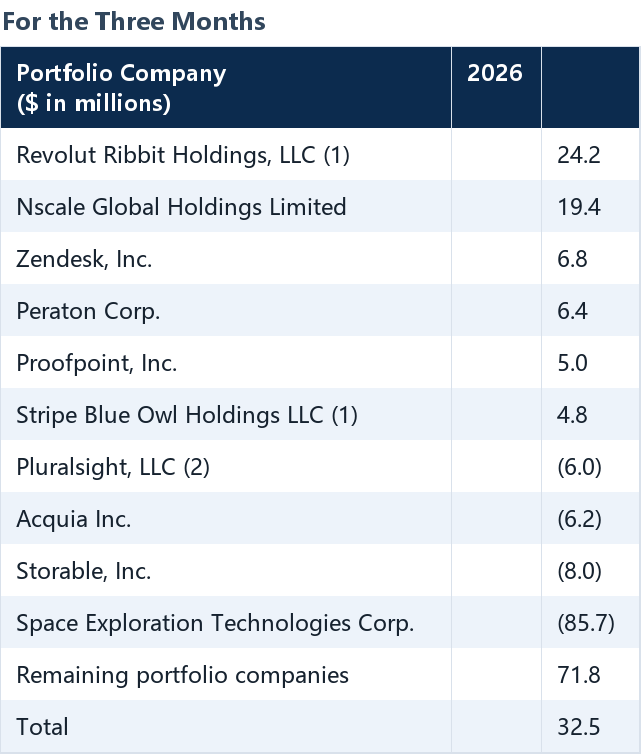 For the Three Months
Portfolio Company 2026
($ in millions)
Revolut Ribbit Holdings, LLC (1) 24.2
Nscale Global Holdings Limited 19.4
Zendesk, Inc. 6.8
Peraton Corp. 6.4
Proofpoint, Inc. 5.0
Stripe Blue Owl Holdings LLC (1) 4.8
Pluralsight, LLC (2) (6.0)
Acquia Inc. (6.2)
Storable, Inc. (8.0)
Space Exploration Technologies Corp. (85.7)
Remaining portfolio companies 71.8
Total 32.5